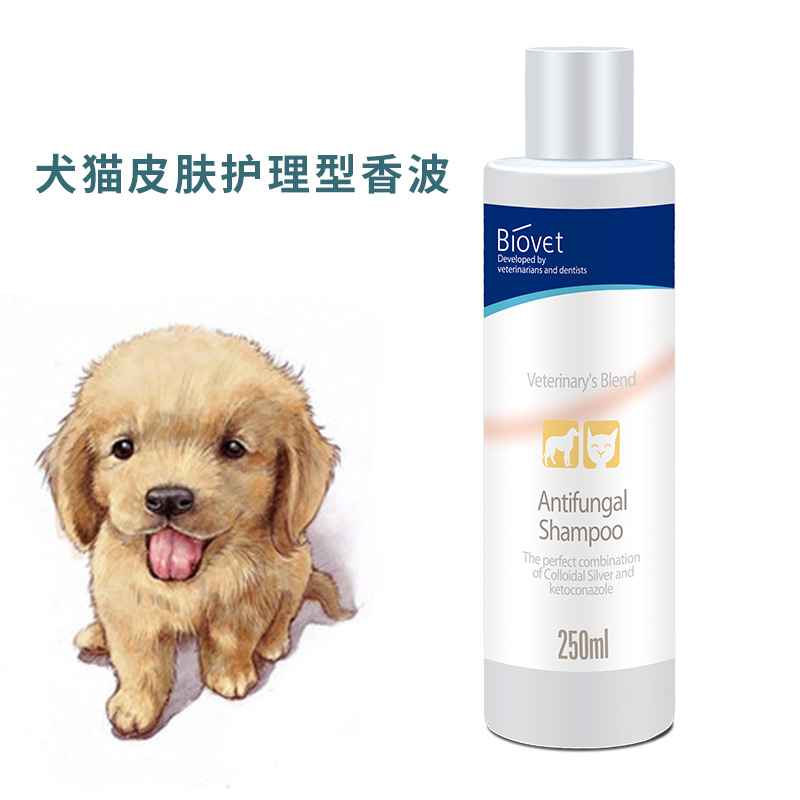 犬猫皮肤护理型香波
Biovet
Developed by
veterinarians and dentists
Veterinary's Blend
Antifungal
Shampoo
The perfect combination
of Colloidal Silver and
ketoconazole
250ml